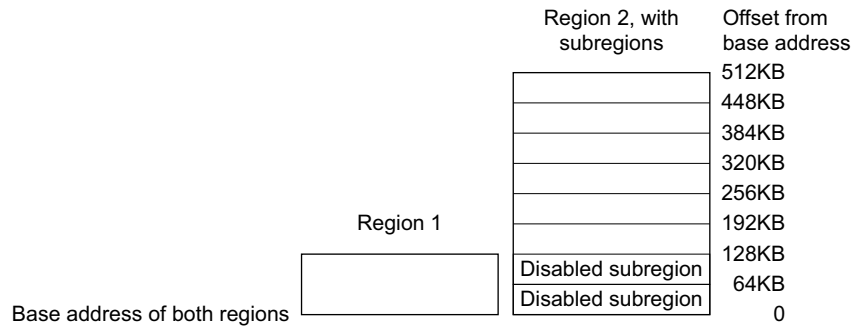 Region 2, with
subregions
Offset from
base address
512KB
448KB
384KB
320KB
256KB
192KB
Region 1
128KB
Disabled subregion
64KB
Disabled subregion
Base address of both regions
0